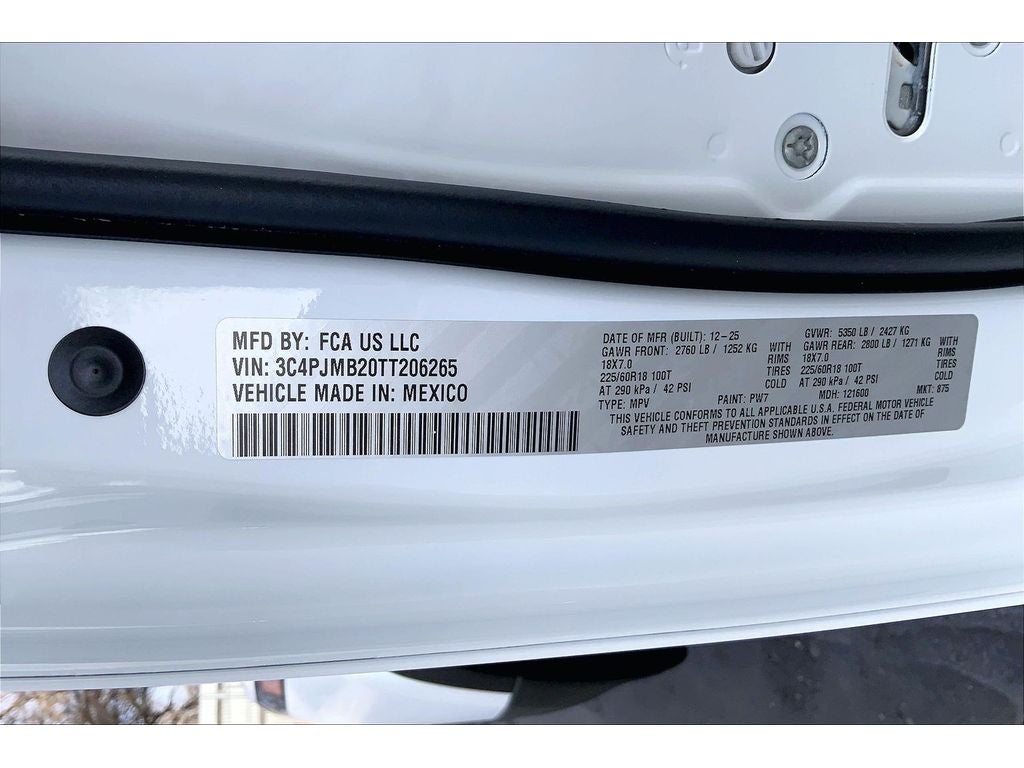 MFD BY: FCA US LLC
VIN: 3C4PJMB20TT206265
VEHICLE MADE IN: MEXICO
DATE OF MFR (BUILT): 12-25 GVWR: 5350 LB / 2427 KG
GAWR FRONT: 2760 LB / 1252 KG WITH GAWR REAR: 2800 LB / 1271 KG WITH
18X7.0 RIMS 18X7.0 RIMS
225/60R18 100T TIRES 225/60R18 100T TIRES
AT 290 kPa / 42 PSI COLD AT 290 kPa / 42 PSI COLD
TYPE: MPV PAINT: PW7 MDH: 121600 MKT: 875
THIS VEHICLE CONFORMS TO ALL APPLICABLE U.S.A. FEDERAL MOTOR VEHICLE
SAFETY AND THEFT PREVENTION STANDARDS IN EFFECT ON THE DATE OF
MANUFACTURE SHOWN ABOVE.